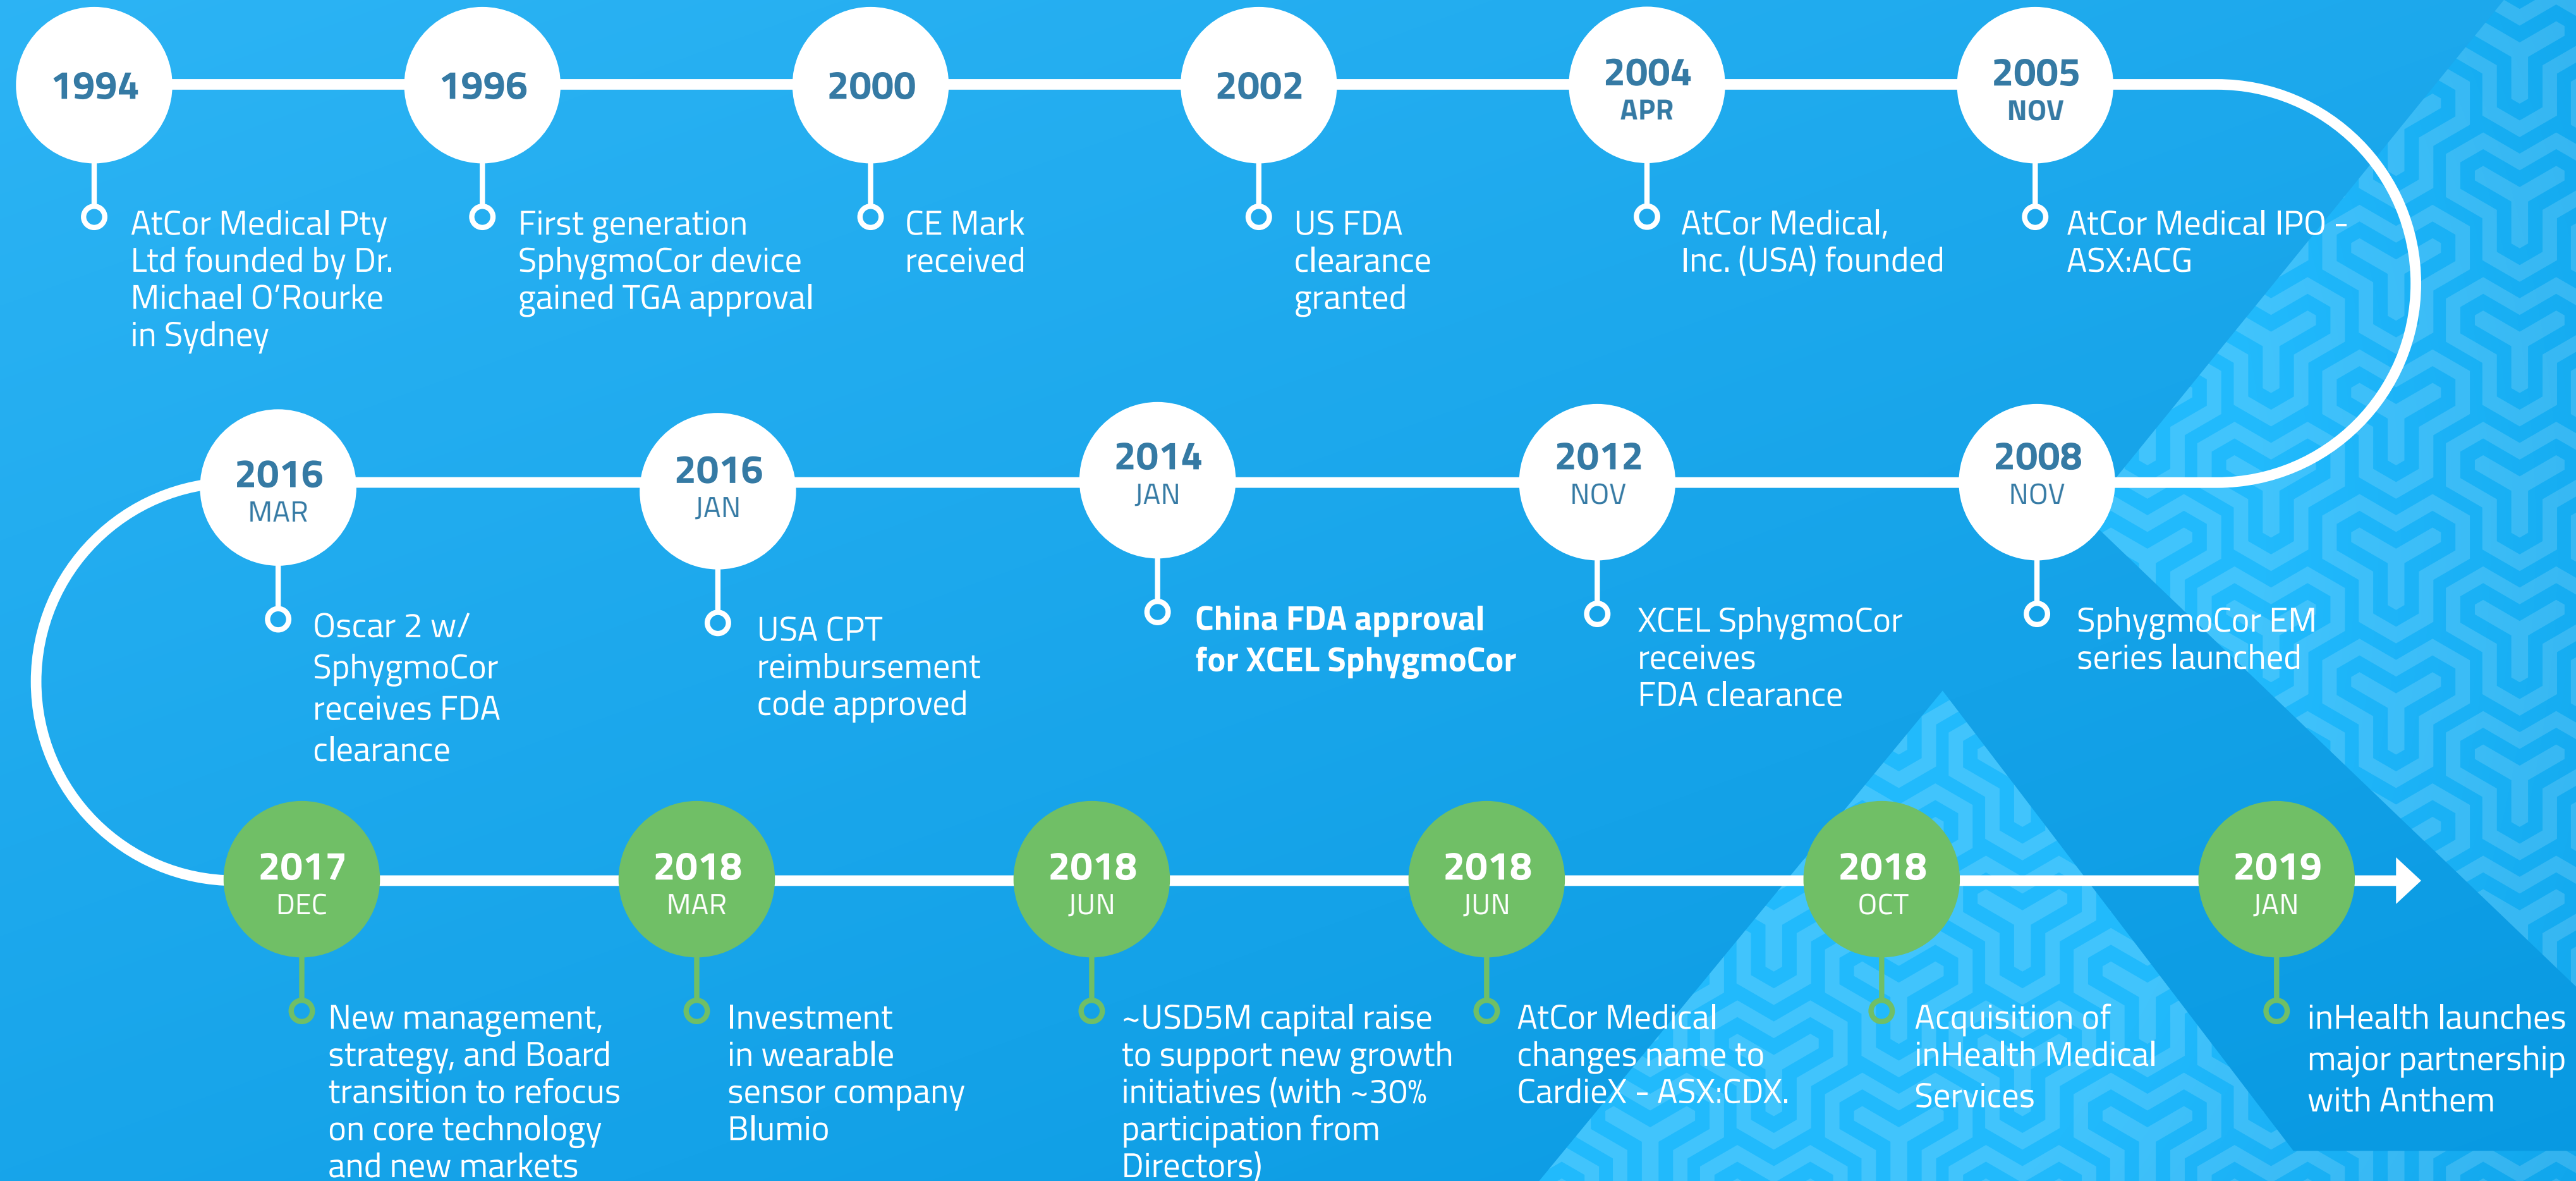 1994
AtCor Medical Pty
Ltd founded by Dr.
Michael O'Rourke
in Sydney
1996
First generation
SphygmoCor device
gained TGA approval
2000
CE Mark
received
2002
US FDA
clearance
granted
2004
APR
AtCor Medical,
Inc. (USA) founded
2005
NOV
AtCor Medical IPO -
ASX:ACG
2008
NOV
SphygmoCor EM
series launched
2012
NOV
XCEL SphygmoCor
receives
FDA clearance
2014
JAN
China FDA approval
for XCEL SphygmoCor
2016
JAN
USA CPT
reimbursement
code approved
2016
MAR
Oscar 2 w/
SphygmoCor
receives FDA
clearance
2017
DEC
New management,
strategy, and Board
transition to refocus
on core technology
and new markets
2018
MAR
Investment
in wearable
sensor company
Blumio
2018
JUN
~USD5M capital raise
to support new growth
initiatives (with ~30%
participation from
Directors)
2018
JUN
AtCor Medical
changes name to
CardieX - ASX:CDX.
2018
OCT
Acquisition of
inHealth Medical
Services
2019
JAN
inHealth launches
major partnership
with Anthem